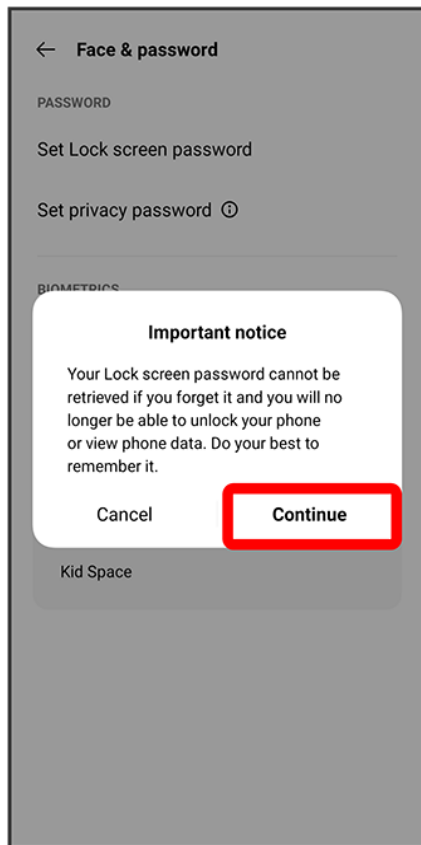 Face & password
PASSWORD
Set Lock screen password
Set privacy password
BIOMETRICS
Important notice
Your Lock screen password cannot be
retrieved if you forget it and you will no
longer be able to unlock your phone
or view phone data. Do your best to
remember it.
Cancel Continue
Kid Space